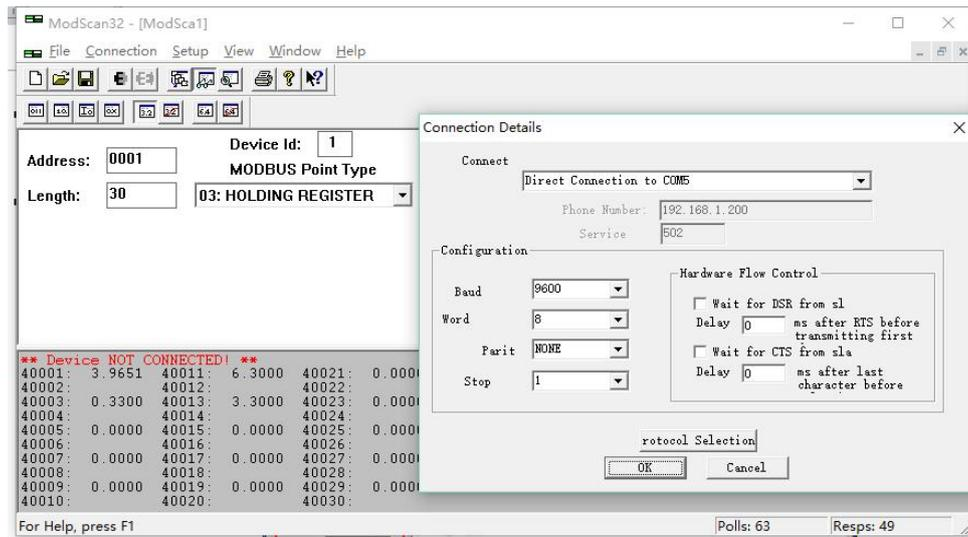 ModScan32 - [ModSca1]
File Connection Setup View Window Help
Address: 0001
Device Id: 1
MODBUS Point Type
Length: 30
03: HOLDING REGISTER
** Device NOT CONNECTED! **
40001: 3.9651 40011: 6.3000 40021: 0.000
40002: 40012: 40022:
40003: 0.3300 40013: 3.3000 40023: 0.000
40004: 40014: 40024:
40005: 0.0000 40015: 0.0000 40025: 0.000
40006: 40016: 40026:
40007: 0.0000 40017: 0.0000 40027: 0.000
40008: 40018: 40028:
40009: 0.0000 40019: 0.0000 40029: 0.000
40010: 40020: 40030:
For Help, press F1
Polls: 63
Resps: 49
Connection Details
Connect
Direct Connection to COM5
Phone Number: 192.168.1.200
Service 502
Configuration
Baud 9600
Word 8
Parit NONE
Stop 1
Hardware Flow Control
Wait for DSR from sl
Delay 0 ms after RTS before
transmitting first
Wait for CTS from sla
Delay 0 ms after last
character before
rotocol Selection
OK Cancel